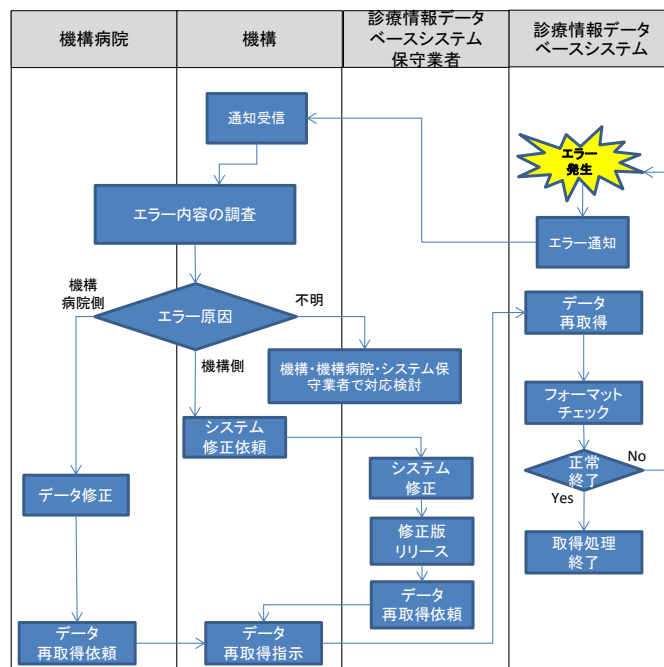 機構病院
機構
診療情報データ
ベースシステム
保守業者
診療情報データ
ベースシステム
通知受信
エラー
発生
エラー内容の調査
エラー通知
機構
病院側
エラー原因
不明
データ
再取得
機構側
機構・機構病院・システム保
守業者で対応検討
フォーマット
チェック
システム
修正依頼
システム
修正
正常
終了
No
Yes
データ修正
修正版
リリース
取得処理
終了
データ
再取得依頼
データ
再取得依頼
データ
再取得指示